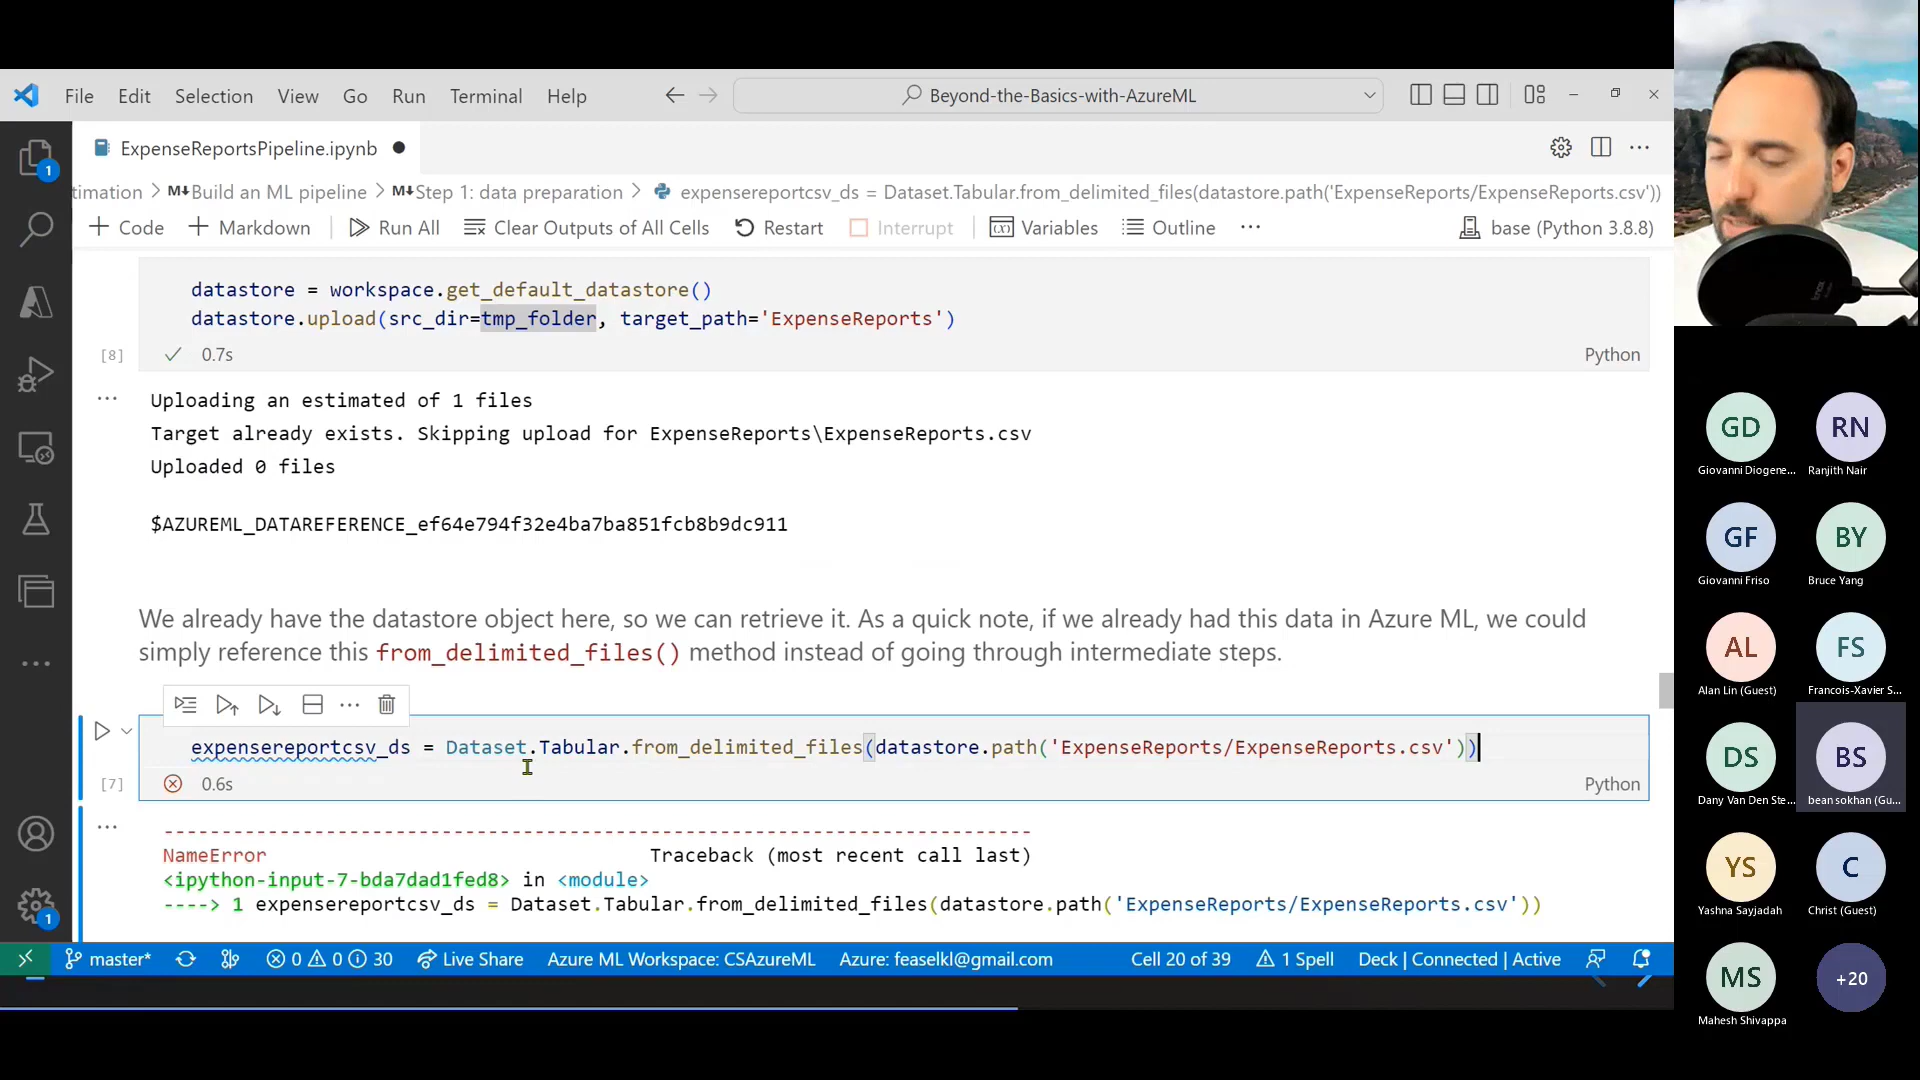 File Edit Selection View Go Run Terminal Help
Beyond-the-Basics-with-AzureML
ExpenseReportsPipeline.ipynb
timation > M↓Build an ML pipeline > M↓Step 1: data preparation > expensereportcsv_ds = Dataset.Tabular.from_delimited_files(datastore.path('ExpenseReports/ExpenseReports.csv'))
+ Code + Markdown Run All Clear Outputs of All Cells Restart Interrupt Variables Outline ... base (Python 3.8.8)
datastore = workspace.get_default_datastore()
datastore.upload(src_dir=tmp_folder, target_path='ExpenseReports')
[8] 0.7s Python
Uploading an estimated of 1 files
Target already exists. Skipping upload for ExpenseReports\ExpenseReports.csv
Uploaded 0 files
$AZUREML_DATAREFERENCE_ef64e794f32e4ba7ba851fcb8b9dc911
We already have the datastore object here, so we can retrieve it. As a quick note, if we already had this data in Azure ML, we could
simply reference this from_delimited_files() method instead of going through intermediate steps.
expensereportcsv_ds = Dataset.Tabular.from_delimited_files(datastore.path('ExpenseReports/ExpenseReports.csv'))
[7] 0.6s Python
---------------------------------------------------------------------------
NameError Traceback (most recent call last)
<ipython-input-7-bda7dad1fed8> in <module>
----> 1 expensereportcsv_ds = Dataset.Tabular.from_delimited_files(datastore.path('ExpenseReports/ExpenseReports.csv'))
master* 0 0 30 Live Share Azure ML Workspace: CSAzureML Azure: feaselkl@gmail.com Cell 20 of 39 1 Spell Deck | Connected | Active
1
1
GD RN
Giovanni Diogene... Ranjith Nair
GF BY
Giovanni Friso Bruce Yang
AL FS
Alan Lin (Guest) Francois-Xavier S...
DS BS
Dany Van Den Ste... bean sokhan (Gu...
YS C
Yashna Sayjadah Christ (Guest)
MS +20
Mahesh Shivappa